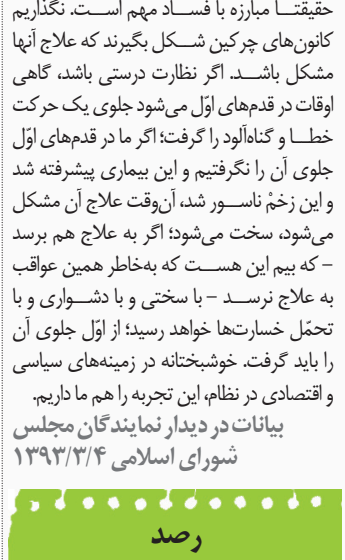 حقیقتا مبارزه با فساد مهم است. نگذاریم
کانون‌های چرکین شکل بگیرند که علاج آنها
مشکل باشد. اگر نظارت درستی باشد، گاهی
اوقات در قدم‌های اوّل می‌شود جلوی یک حرکت
خطا و گناه‌آلود را گرفت؛ اگر ما در قدم‌های اوّل
جلوی آن را نگرفتیم و این بیماری پیشرفته شد
و این زخمْ ناسور شد، آن‌وقت علاج آن مشکل
می‌شود، سخت می‌شود؛ اگر به علاج هم برسد
– که بیم این هست که به‌خاطر همین عواقب
به علاج نرسد – با سختی و با دشواری و با
تحمّل خسارت‌ها خواهد رسید؛ از اوّل جلوی آن
را باید گرفت. خوشبختانه در زمینه‌های سیاسی
و اقتصادی در نظام، این تجربه را هم ما داریم.
بیانات در دیدار نمایندگان مجلس
شورای اسلامی ۱۳۹۳/۳/۴
رصد